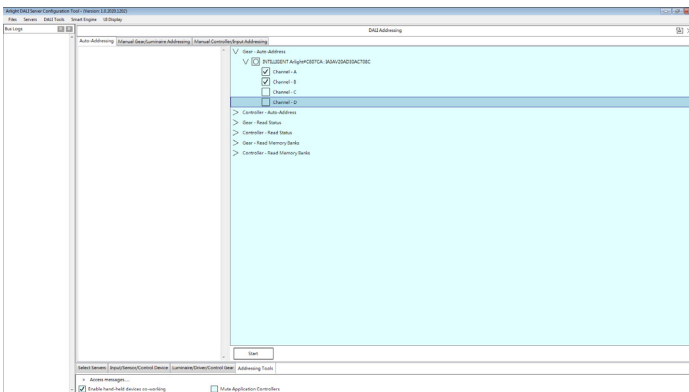 Arlight DALI Server Configuration Tool - (Version: 1.0.2020.1202)
Files Servers DALI Tools Smart Engine UI Display
Bus Logs
DALI Addressing
Auto-Addressing Manual Gear/Luminaire Addressing Manual Controller/Input-Addressing
Gear - Auto-Address
INTELLIGENT Arlight
Channel - A
Channel - B
Channel - C
Channel - D
Controller - Auto-Address
Gear - Read Status
Controller - Read Status
Gear - Read Memory Banks
Controller - Read Memory Banks
Start
Select Servers Input/Sensor/Control Device Luminaire/Driver/Control Gear Addressing Tools
Access messages...
Enable hand-held devices co-working Mute Application Controllers